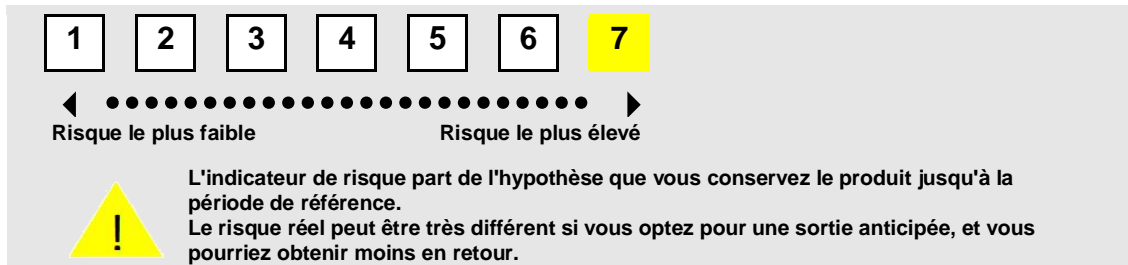 1 2 3 4 5 6 7
Risque le plus faible Risque le plus élevé
L'indicateur de risque part de l'hypothèse que vous conservez le produit jusqu'à la
période de référence.
Le risque réel peut être très différent si vous optez pour une sortie anticipée, et vous
pourriez obtenir moins en retour.
!